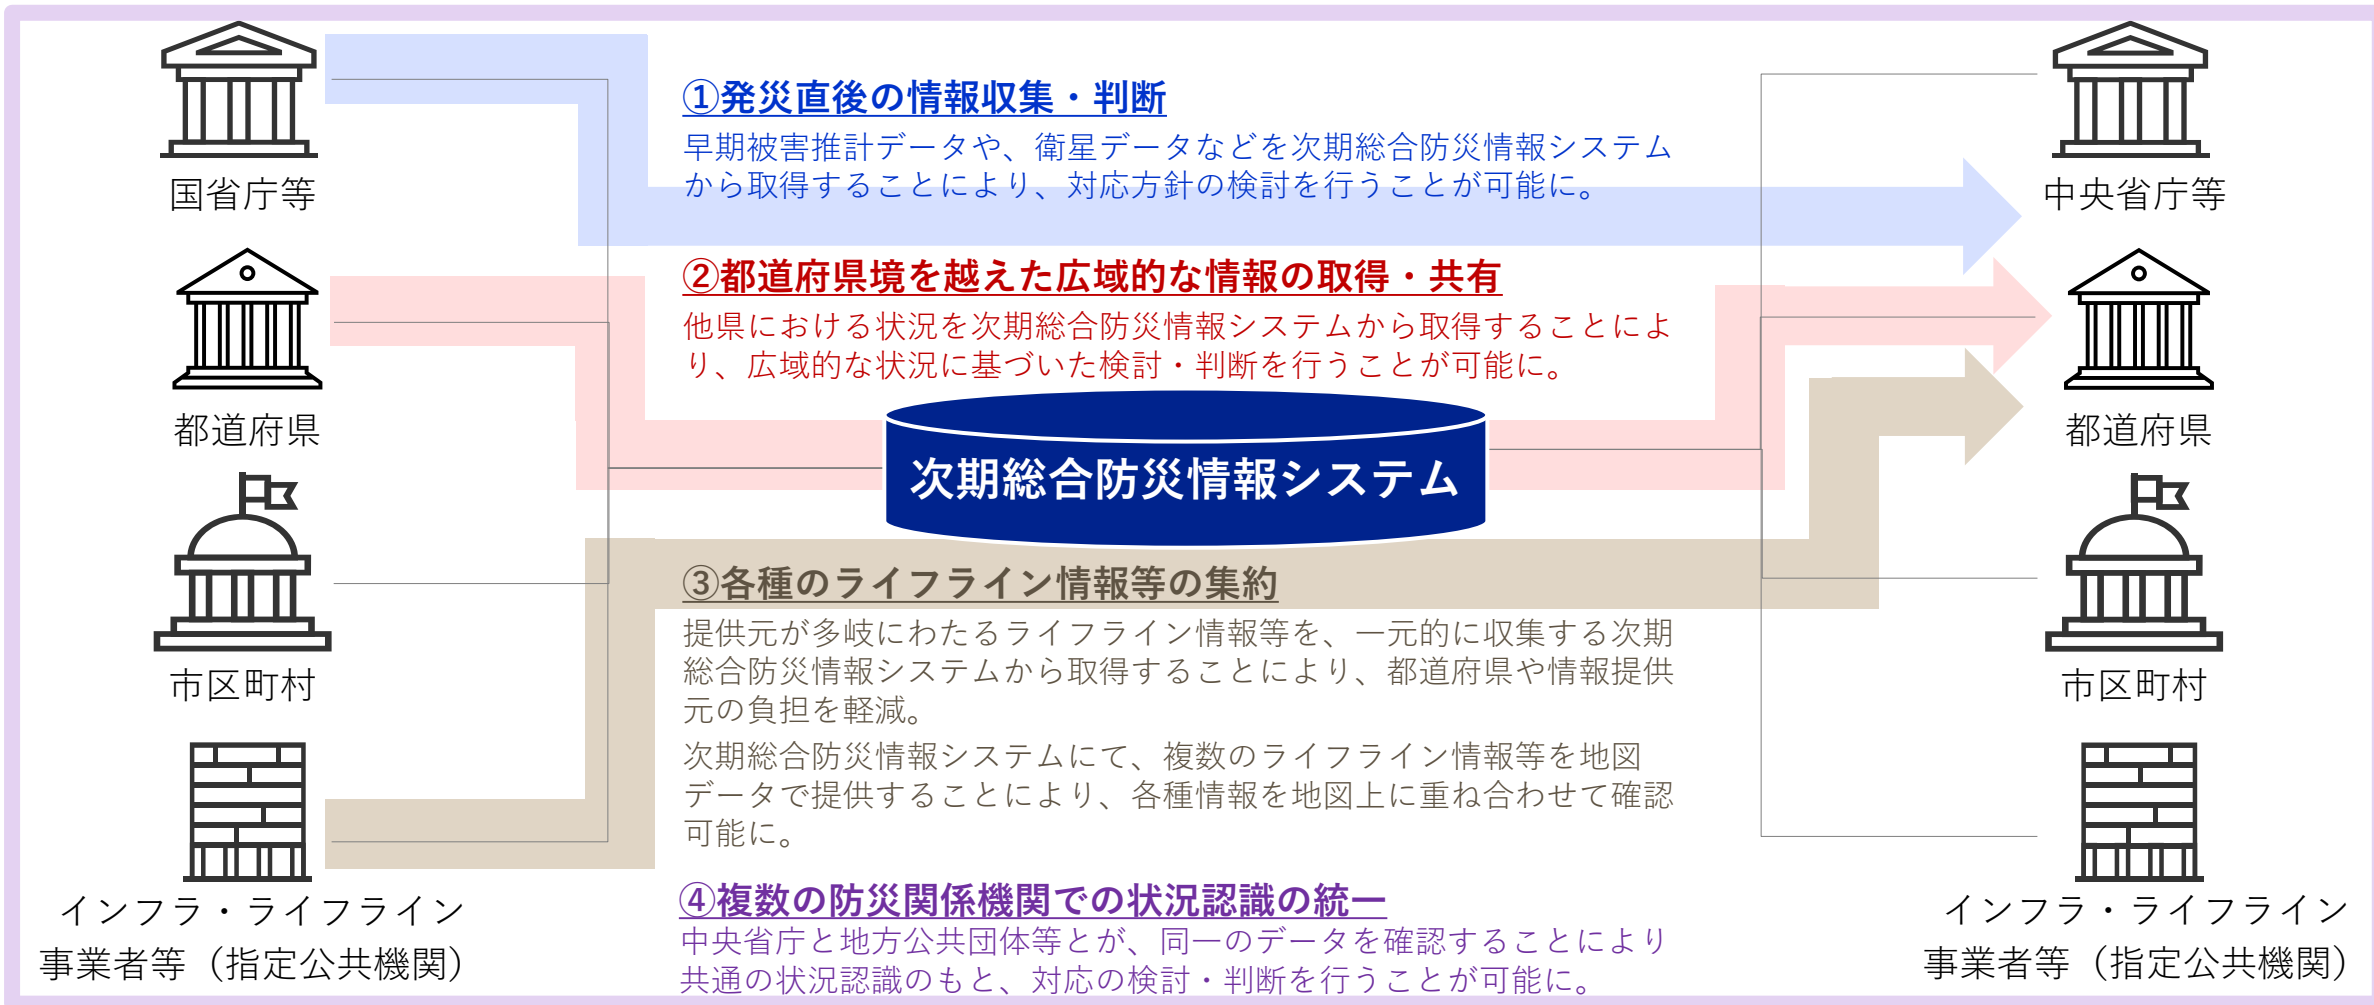 国省庁等
都道府県
市区町村
インフラ・ライフライン
事業者等（指定公共機関）
①発災直後の情報収集・判断
早期被害推計データや、衛星データなどを次期総合防災情報システム
から取得することにより、対応方針の検討を行うことが可能に。
②都道府県境を越えた広域的な情報の取得・共有
他県における状況を次期総合防災情報システムから取得することによ
り、広域的な状況に基づいた検討・判断を行うことが可能に。
次期総合防災情報システム
③各種のライフライン情報等の集約
提供元が多岐にわたるライフライン情報等を、一元的に収集する次期
総合防災情報システムから取得することにより、都道府県や情報提供
元の負担を軽減。
次期総合防災情報システムにて、複数のライフライン情報等を地図
データで提供することにより、各種情報を地図上に重ね合わせて確認
可能に。
④複数の防災関係機関での状況認識の統一
中央省庁と地方公共団体等とが、同一のデータを確認することにより
共通の状況認識のもと、対応の検討・判断を行うことが可能に。
中央省庁等
都道府県
市区町村
インフラ・ライフライン
事業者等（指定公共機関）